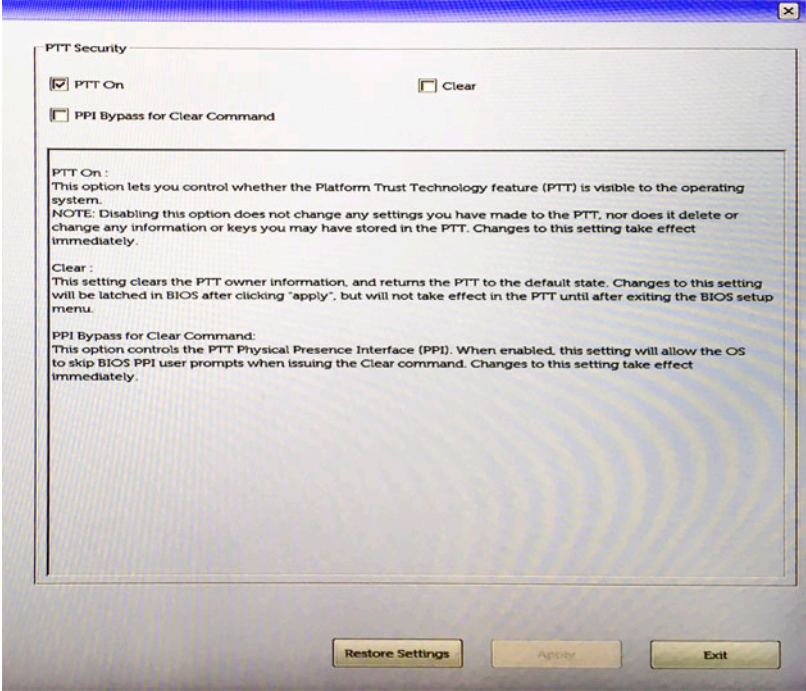 PTT Security
PTT On
Clear
PPI Bypass for Clear Command
PTT On :
This option lets you control whether the Platform Trust Technology feature (PTT) is visible to the operating
system.
NOTE: Disabling this option does not change any settings you have made to the PTT, nor does it delete or
change any information or keys you may have stored in the PTT. Changes to this setting take effect
immediately.
Clear :
This setting clears the PTT owner information, and returns the PTT to the default state. Changes to this setting
will be latched in BIOS after clicking "apply", but will not take effect in the PTT until after exiting the BIOS setup
menu.
PPI Bypass for Clear Command:
This option controls the PTT Physical Presence Interface (PPI). When enabled, this setting will allow the OS
to skip BIOS PPI user prompts when issuing the Clear command. Changes to this setting take effect
immediately.
Restore Settings
Apply
Exit